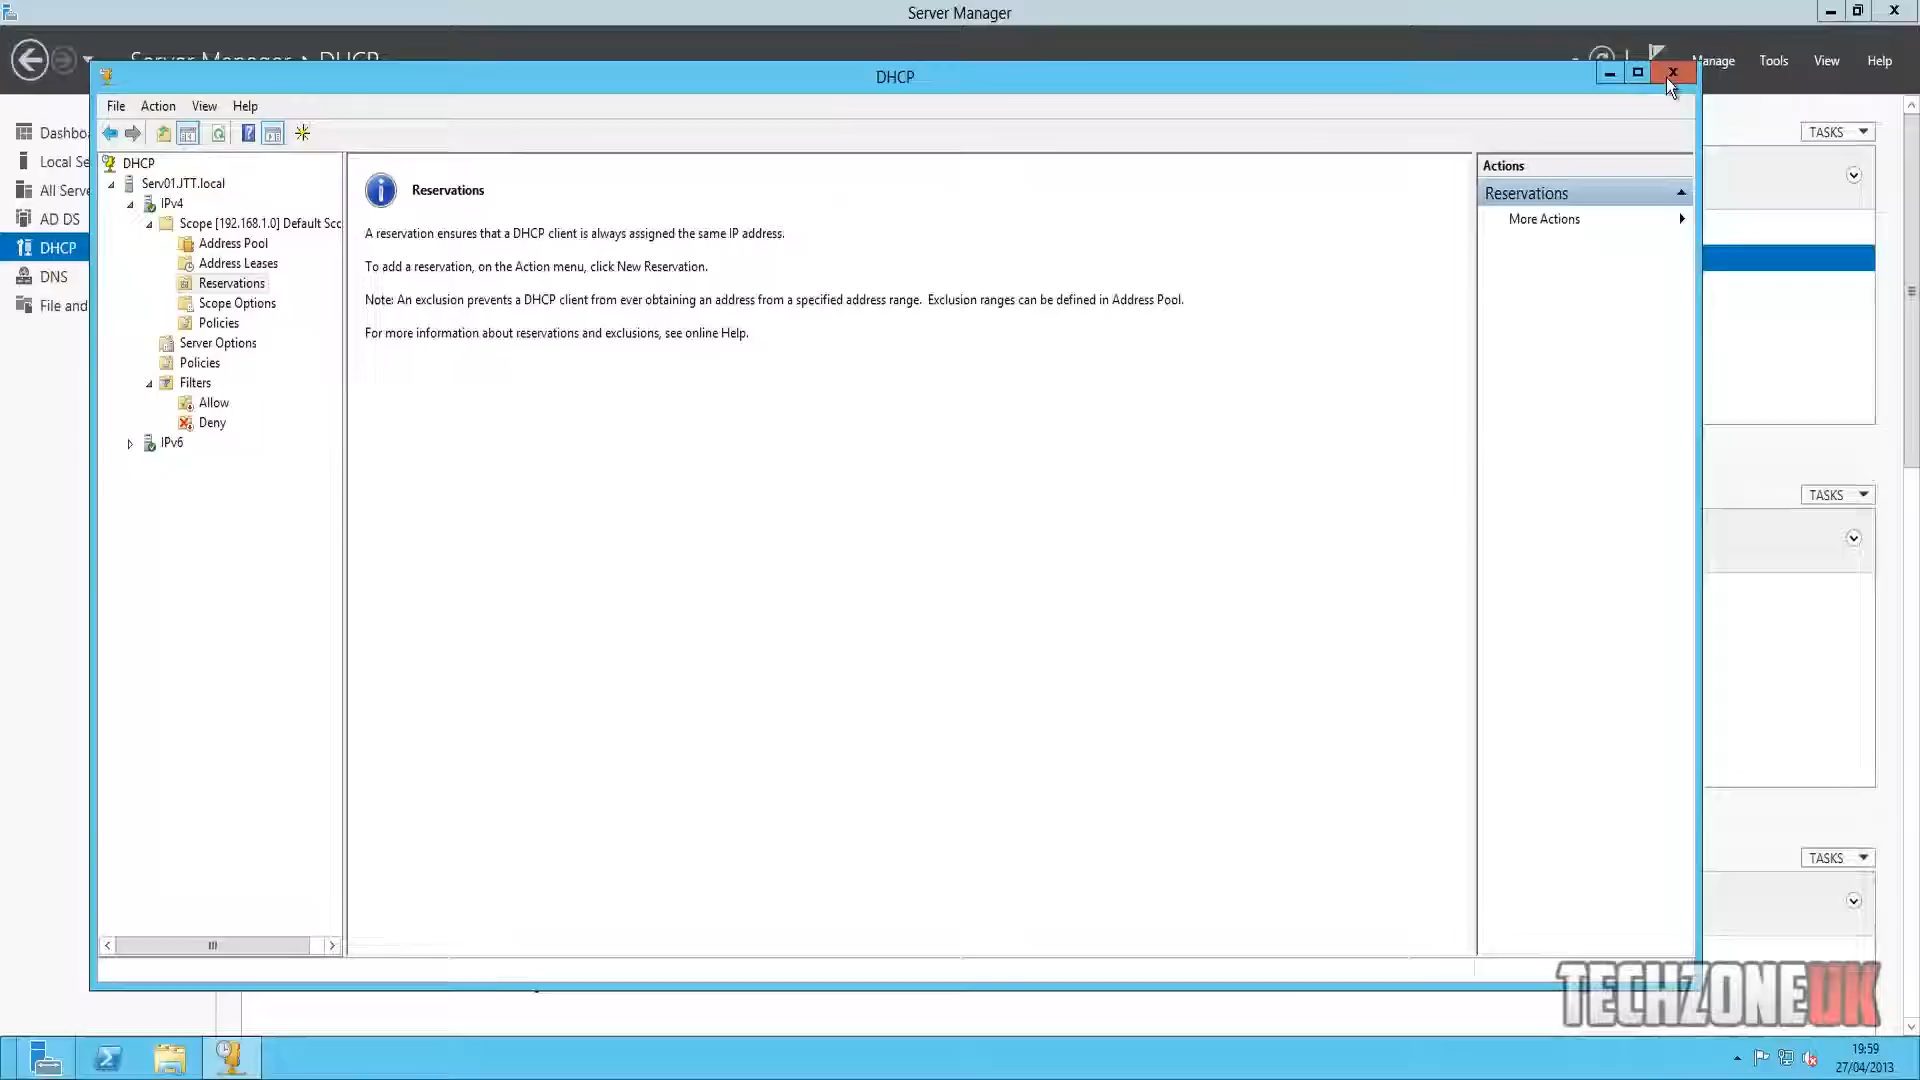 Server Manager
Manage
Tools
View
Help
DHCP
File
Action
View
Help
DHCP
Serv01.JTT.local
IPv4
Scope [192.168.1.0] Default Sco
Address Pool
Address Leases
Reservations
Scope Options
Policies
Server Options
Policies
Filters
Allow
Deny
IPv6
Reservations
A reservation ensures that a DHCP client is always assigned the same IP address.
To add a reservation, on the Action menu, click New Reservation.
Note: An exclusion prevents a DHCP client from ever obtaining an address from a specified address range. Exclusion ranges can be defined in Address Pool.
For more information about reservations and exclusions, see online Help.
Actions
Reservations
More Actions
Dashbo
Local Se
All Serve
AD DS
DHCP
DNS
File and
TASKS
TASKS
TASKS
TECHZONEUK
19:59
27/04/2013